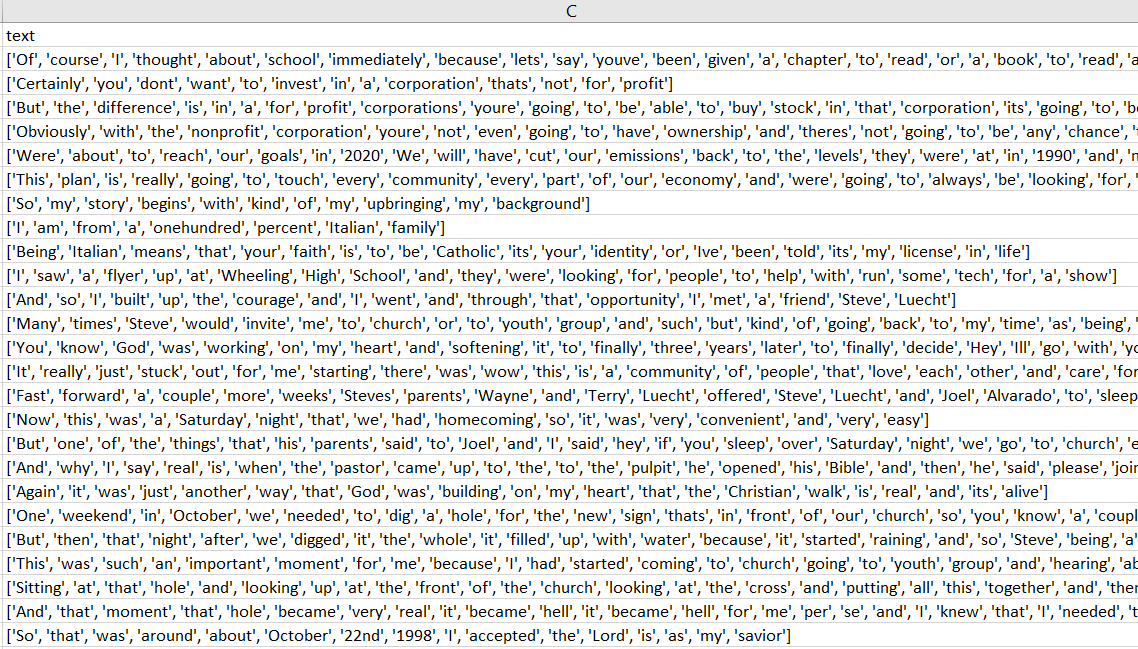 C
text
['Of', 'course', 'I', 'thought', 'about', 'school', 'immediately', 'because', 'lets', 'say', 'youve', 'been', 'given', 'a', 'chapter', 'to', 'read', 'or', 'a', 'book', 'to', 'read', a
['Certainly', 'you', 'dont', 'want', 'to', 'invest', 'in', 'a', 'corporation', 'thats', 'not', 'for', 'profit']
['But', 'the', 'difference', 'is', 'in', 'a', 'for', 'profit', 'corporations', 'youre', 'going', 'to', 'be', 'able', 'to', 'buy', 'stock', 'in', 'that', 'corporation', 'its', 'going', 'to', 'b
['Obviously', 'with', 'the', 'nonprofit', 'corporation', 'youre', 'not', 'even', 'going', 'to', 'have', 'ownership', 'and', 'theres', 'not', 'going', 'to', 'be', 'any', 'chance', '
['Were', 'about', 'to', 'reach', 'our', 'goals', 'in', '2020', 'We', 'will', 'have', 'cut', 'our', 'emissions', 'back', 'to', 'the', 'levels', 'they', 'were', 'at', 'in', '1990', 'and', 'm
['This', 'plan', 'is', 'really', 'going', 'to', 'touch', 'every', 'community', 'every', 'part', 'of', 'our', 'economy', 'and', 'were', 'going', 'to', 'always', 'be', 'looking', 'for', '
['So', 'my', 'story', 'begins', 'with', 'kind', 'of', 'my', 'upbringing', 'my', 'background']
['I', 'am', 'from', 'a', 'onehundred', 'percent', 'Italian', 'family']
['Being', 'Italian', 'means', 'that', 'your', 'faith', 'is', 'to', 'be', 'Catholic', 'its', 'your', 'identity', 'or', 'Ive', 'been', 'told', 'its', 'my', 'license', 'in', 'life']
['I', 'saw', 'a', 'flyer', 'up', 'at', 'Wheeling', 'High', 'School', 'and', 'they', 'were', 'looking', 'for', 'people', 'to', 'help', 'with', 'run', 'some', 'tech', 'for', 'a', 'show']
['And', 'so', 'I', 'built', 'up', 'the', 'courage', 'and', 'I', 'went', 'and', 'through', 'that', 'opportunity', 'I', 'met', 'a', 'friend', 'Steve', 'Luecht']
['Many', 'times', 'Steve', 'would', 'invite', 'me', 'to', 'church', 'or', 'to', 'youth', 'group', 'and', 'such', 'but', 'kind', 'of', 'going', 'back', 'to', 'my', 'time', 'as', 'being', '
['You', 'know', 'God', 'was', 'working', 'on', 'my', 'heart', 'and', 'softening', 'it', 'to', 'finally', 'three', 'years', 'later', 'to', 'finally', 'decide', 'Hey', 'Ill', 'go', 'with', 'yo
['It', 'really', 'just', 'stuck', 'out', 'for', 'me', 'starting', 'there', 'was', 'wow', 'this', 'is', 'a', 'community', 'of', 'people', 'that', 'love', 'each', 'other', 'and', 'care', 'for
['Fast', 'forward', 'a', 'couple', 'more', 'weeks', 'Steves', 'parents', 'Wayne', 'and', 'Terry', 'Luecht', 'offered', 'Steve', 'Luecht', 'and', 'Joel', 'Alvarado', 'to', 'sleep
['Now', 'this', 'was', 'a', 'Saturday', 'night', 'that', 'we', 'had', 'homecoming', 'so', 'it', 'was', 'very', 'convenient', 'and', 'very', 'easy']
['But', 'one', 'of', 'the', 'things', 'that', 'his', 'parents', 'said', 'to', 'Joel', 'and', 'I', 'said', 'hey', 'if', 'you', 'sleep', 'over', 'Saturday', 'night', 'we', 'go', 'to', 'church', 'e
['And', 'why', 'I', 'say', 'real', 'is', 'when', 'the', 'pastor', 'came', 'up', 'to', 'the', 'to', 'the', 'pulpit', 'he', 'opened', 'his', 'Bible', 'and', 'then', 'he', 'said', 'please', 'joi
['Again', 'it', 'was', 'just', 'another', 'way', 'that', 'God', 'was', 'building', 'on', 'my', 'heart', 'that', 'the', 'Christian', 'walk', 'is', 'real', 'and', 'its', 'alive']
['One', 'weekend', 'in', 'October', 'we', 'needed', 'to', 'dig', 'a', 'hole', 'for', 'the', 'new', 'sign', 'thats', 'in', 'front', 'of', 'our', 'church', 'so', 'you', 'know', 'a', 'coupl
['But', 'then', 'that', 'night', 'after', 'we', 'digged', 'it', 'the', 'whole', 'it', 'filled', 'up', 'with', 'water', 'because', 'it', 'started', 'raining', 'and', 'so', 'Steve', 'being', 'a'
['This', 'was', 'such', 'an', 'important', 'moment', 'for', 'me', 'because', 'I', 'had', 'started', 'coming', 'to', 'church', 'going', 'to', 'youth', 'group', 'and', 'hearing', 'ab
['Sitting', 'at', 'that', 'hole', 'and', 'looking', 'up', 'at', 'the', 'front', 'of', 'the', 'church', 'looking', 'at', 'the', 'cross', 'and', 'putting', 'all', 'this', 'together', 'and', 'ther
['And', 'that', 'moment', 'that', 'hole', 'became', 'very', 'real', 'it', 'became', 'hell', 'it', 'became', 'hell', 'for', 'me', 'per', 'se', 'and', 'I', 'knew', 'that', 'I', 'needed', 't
['So', 'that', 'was', 'around', 'about', 'October', '22nd', '1998', 'I', 'accepted', 'the', 'Lord', 'is', 'as', 'my', 'savior']